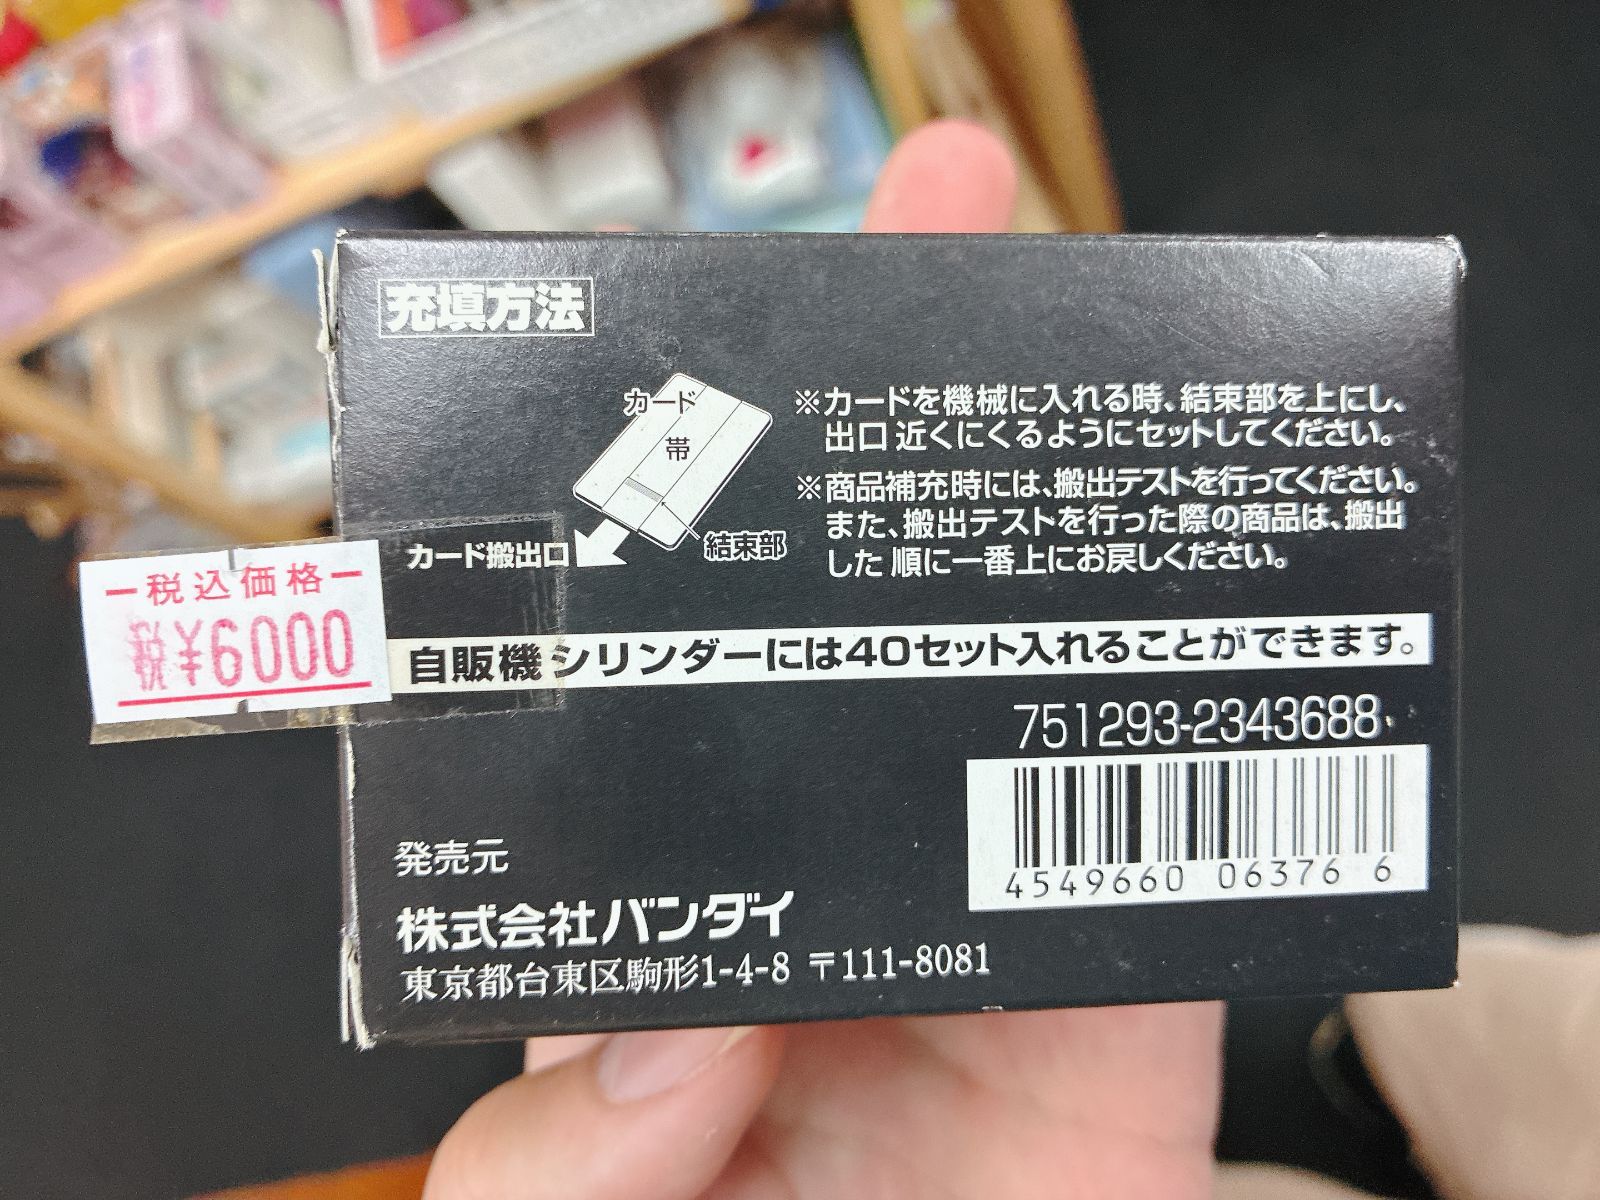 充填方法
カード
帯
結束部
カード搬出口
※カードを機械に入れる時、結束部を上にし、
出口近くにくるようにセットしてください。
※商品補充時には、搬出テストを行ってください。
また、搬出テストを行った際の商品は、搬出
した順に一番上にお戻しください。
税込価格
税¥6000
自販機シリンダーには40セット入れることができます。
751293-2343688
4549660 06376 6
発売元
株式会社バンダイ
東京都台東区駒形1-4-8 〒111-8081